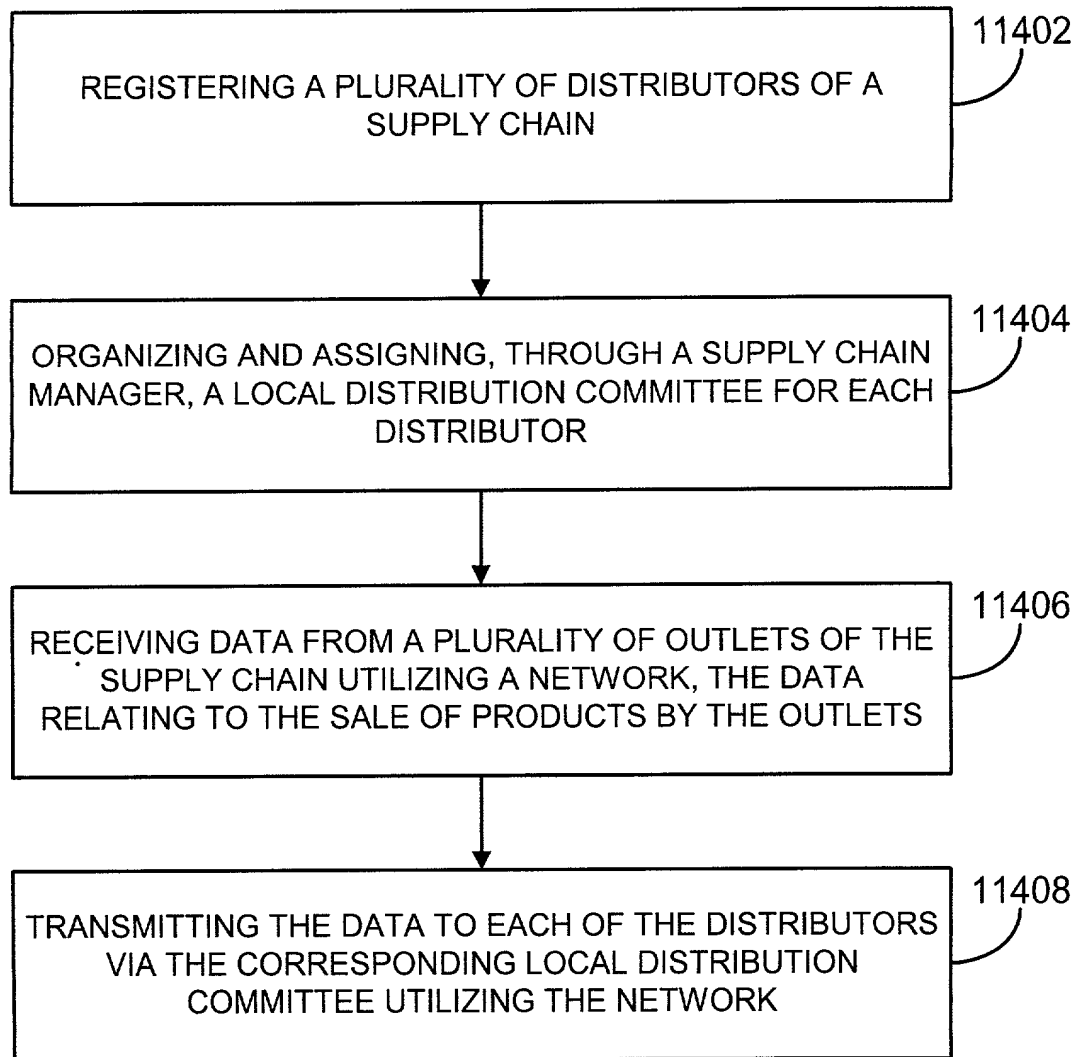 11402
REGISTERING A PLURALITY OF DISTRIBUTORS OF A
SUPPLY CHAIN
11404
ORGANIZING AND ASSIGNING, THROUGH A SUPPLY CHAIN
MANAGER, A LOCAL DISTRIBUTION COMMITTEE FOR EACH
DISTRIBUTOR
11406
RECEIVING DATA FROM A PLURALITY OF OUTLETS OF THE
SUPPLY CHAIN UTILIZING A NETWORK, THE DATA
RELATING TO THE SALE OF PRODUCTS BY THE OUTLETS
11408
TRANSMITTING THE DATA TO EACH OF THE DISTRIBUTORS
VIA THE CORRESPONDING LOCAL DISTRIBUTION
COMMITTEE UTILIZING THE NETWORK